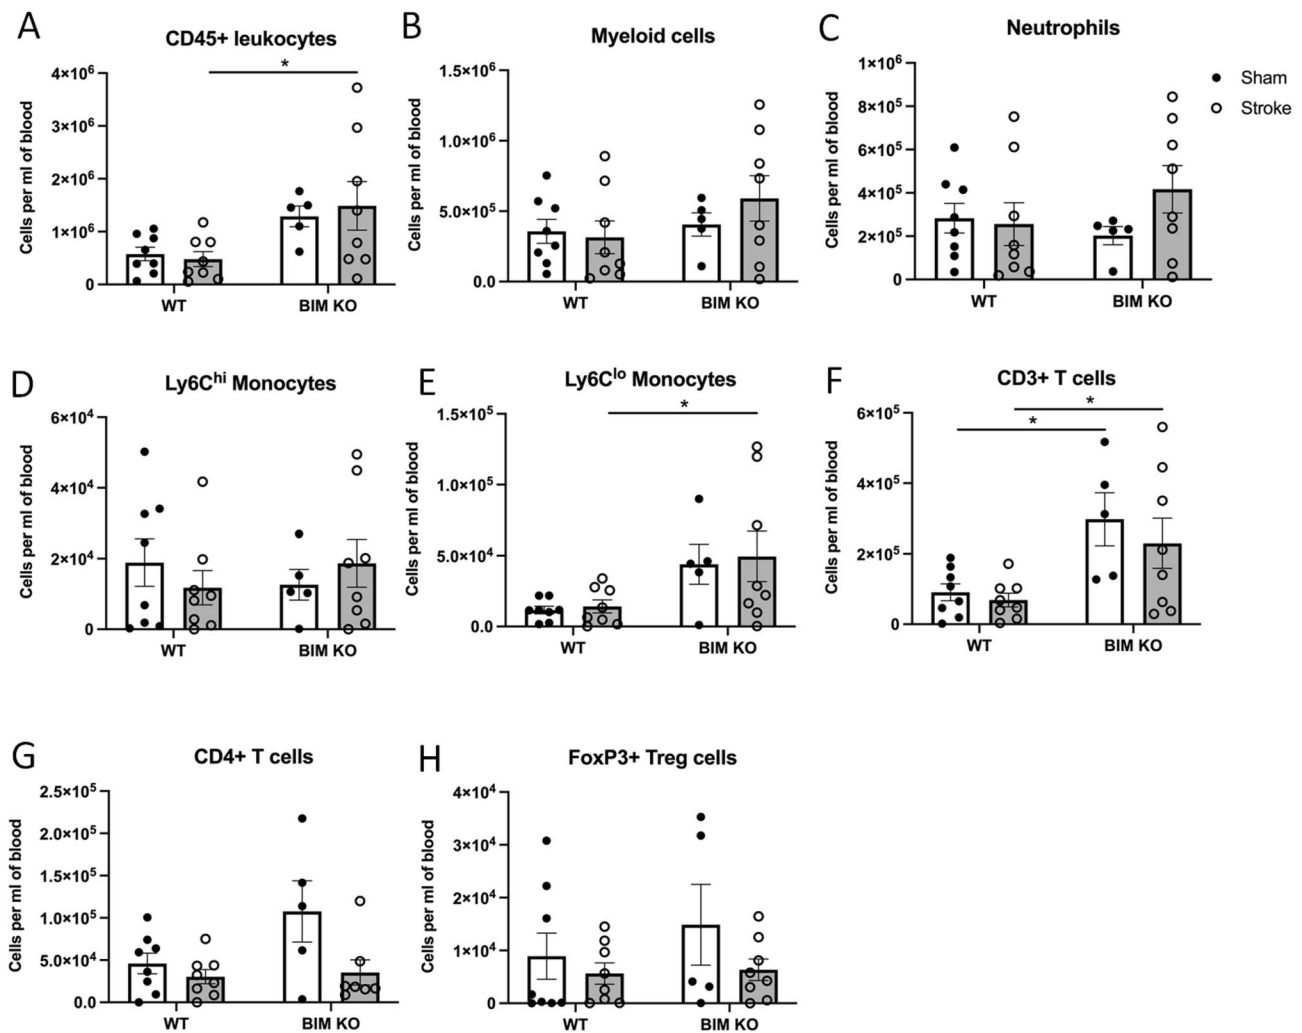 A
CD45+ leukocytes
Cells per ml of blood
4×10⁶
3×10⁶
2×10⁶
1×10⁶
0
*
WT
BIM KO
B
Myeloid cells
Cells per ml of blood
1.5×10⁶
1.0×10⁶
5.0×10⁵
0.0
WT
BIM KO
C
Neutrophils
Cells per ml of blood
1×10⁶
8×10⁵
6×10⁵
4×10⁵
2×10⁵
0
WT
BIM KO
Sham
Stroke
D
Ly6Cʰⁱ Monocytes
Cells per ml of blood
6×10⁴
4×10⁴
2×10⁴
0
WT
BIM KO
E
Ly6Cˡᵒ Monocytes
Cells per ml of blood
1.5×10⁵
1.0×10⁵
5.0×10⁴
0.0
*
WT
BIM KO
F
CD3+ T cells
Cells per ml of blood
6×10⁵
4×10⁵
2×10⁵
0
*
*
WT
BIM KO
G
CD4+ T cells
Cells per ml of blood
2.5×10⁵
2.0×10⁵
1.5×10⁵
1.0×10⁵
5.0×10⁴
0.0
WT
BIM KO
H
FoxP3+ Treg cells
Cells per ml of blood
4×10⁴
3×10⁴
2×10⁴
1×10⁴
0
WT
BIM KO